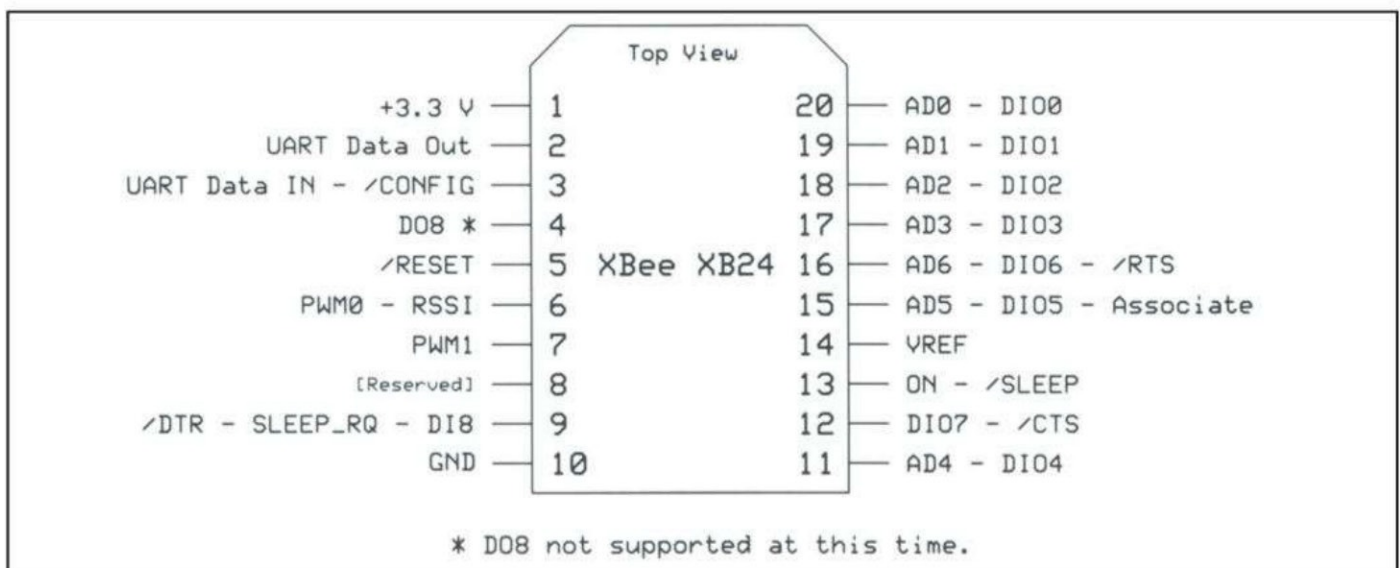 Top View
+3.3 V 1 20 AD0 - DIO0
UART Data Out 2 19 AD1 - DIO1
UART Data IN - /CONFIG 3 18 AD2 - DIO2
DO8 * 4 17 AD3 - DIO3
/RESET 5 XBee XB24 16 AD6 - DIO6 - /RTS
PWM0 - RSSI 6 15 AD5 - DIO5 - Associate
PWM1 7 14 VREF
[Reserved] 8 13 ON - /SLEEP
/DTR - SLEEP_RQ - DI8 9 12 DIO7 - /CTS
GND 10 11 AD4 - DIO4
* DO8 not supported at this time.